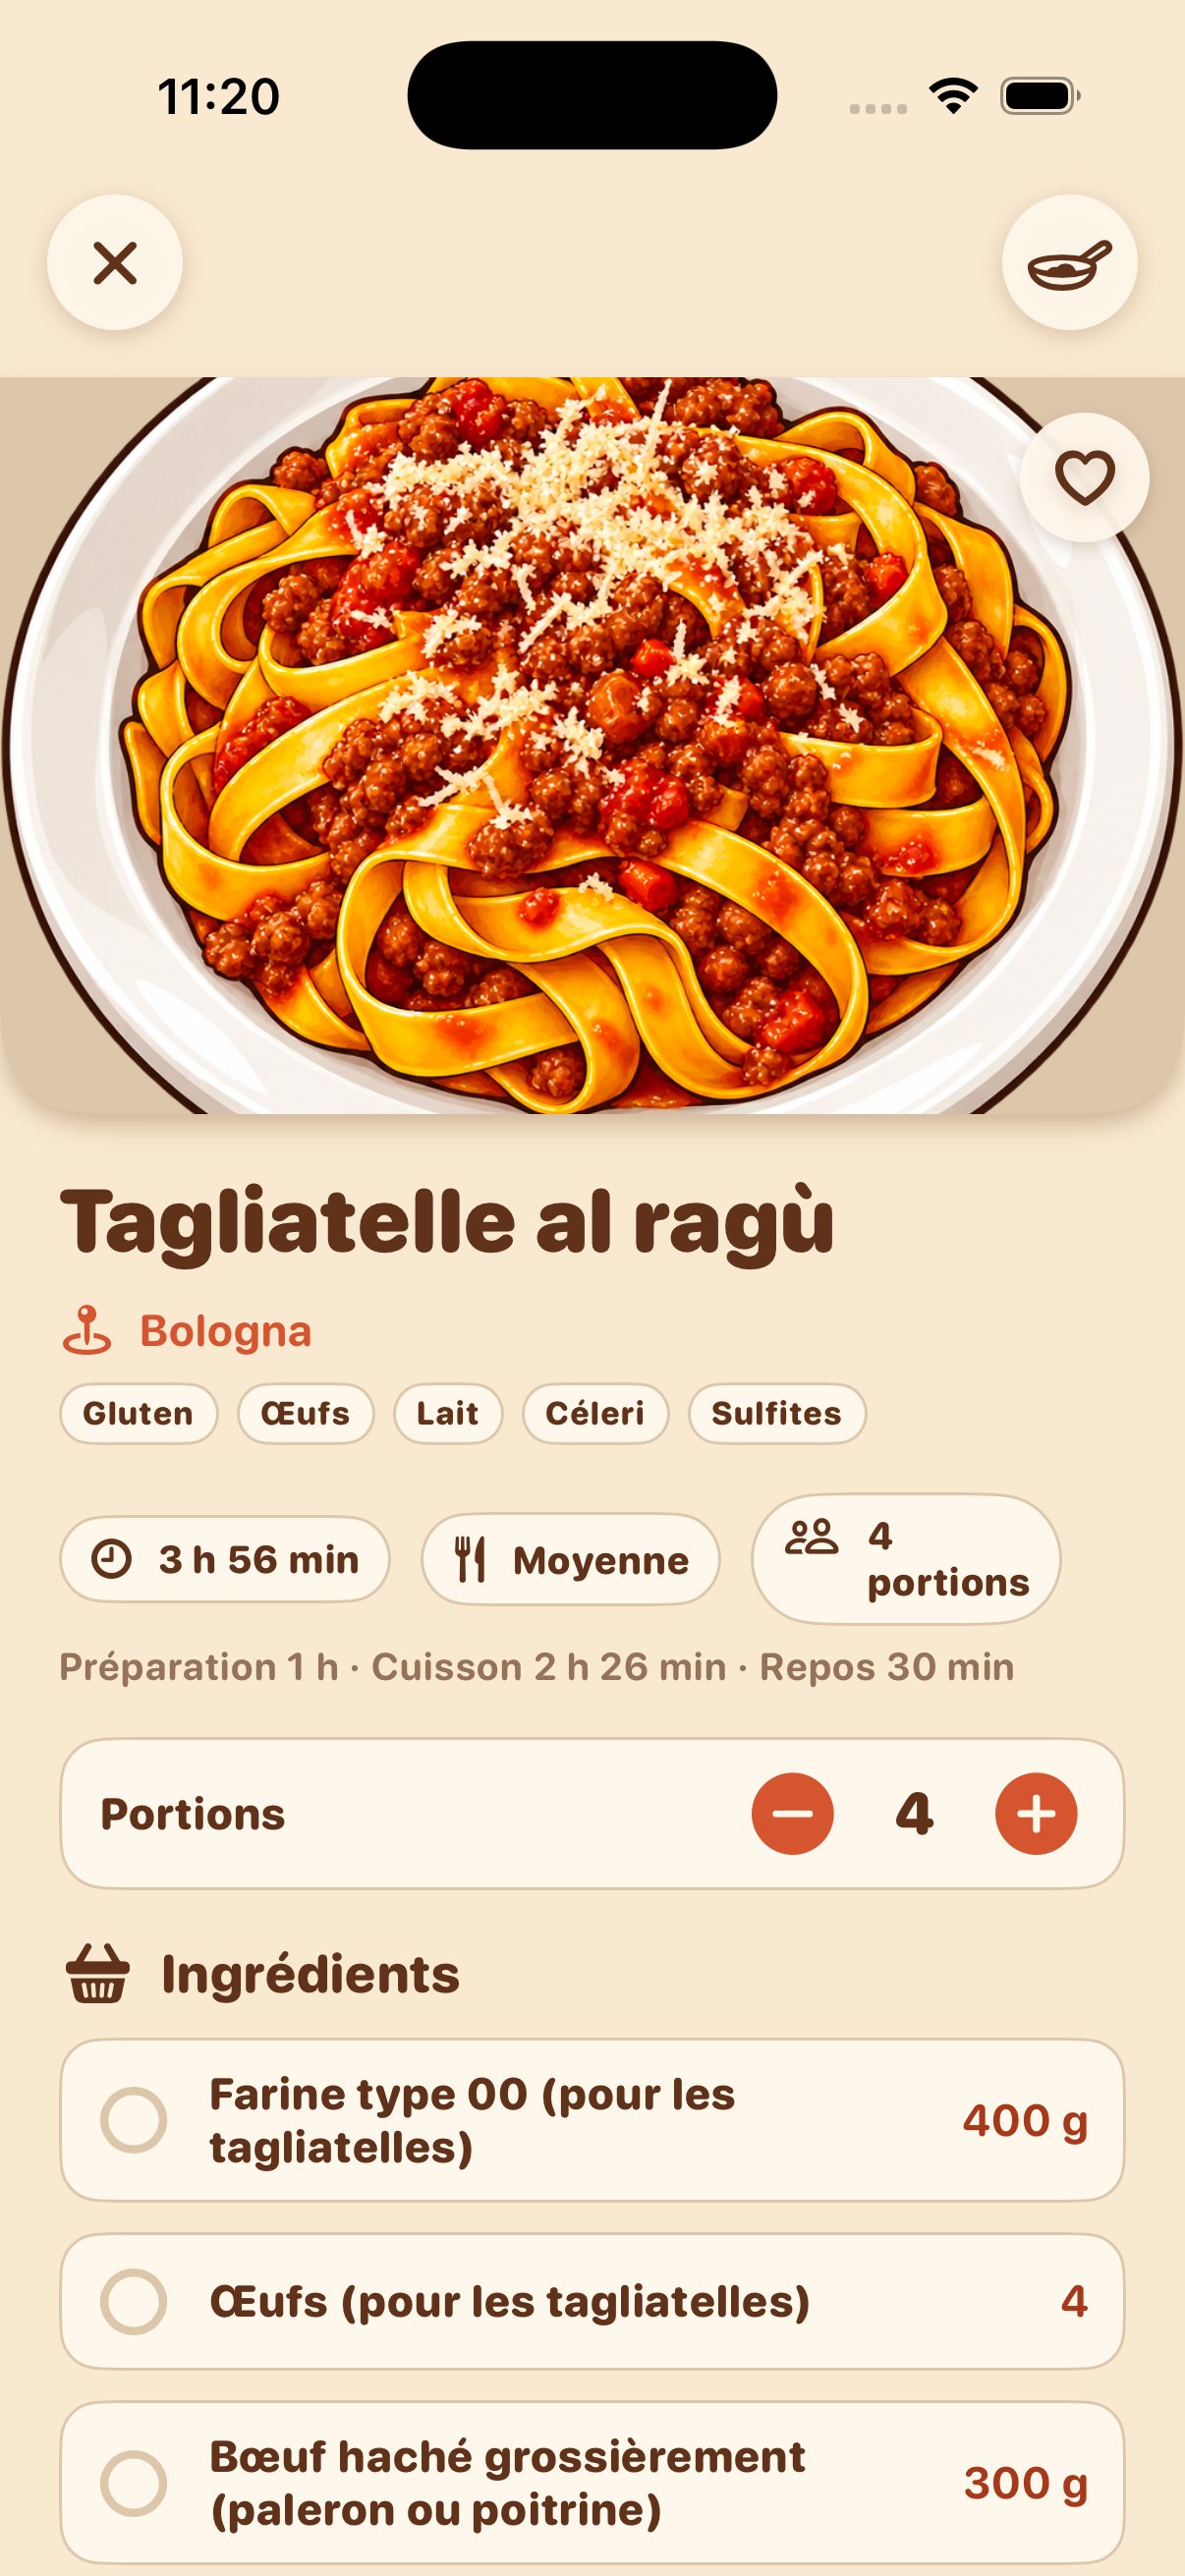 11:20
Tagliatelle al ragù
Bologna
Gluten Œufs Lait Céleri Sulfites
3 h 56 min Moyenne 4
portions
Préparation 1 h · Cuisson 2 h 26 min · Repos 30 min
Portions 4
Ingrédients
Farine type 00 (pour les
tagliatelles) 400 g
Œufs (pour les tagliatelles) 4
Bœuf haché grossièrement
(paleron ou poitrine) 300 g